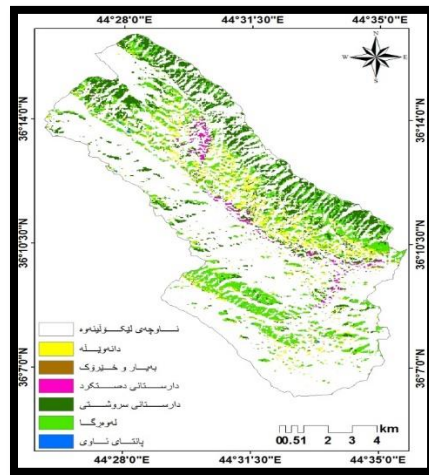 44°28'0"E 44°31'30"E 44°35'0"E
N
W E
S
36°14'0"N 36°14'0"N
36°10'30"N 36°10'30"N
36°7'0"N 36°7'0"N
ناوچەی لێکۆڵینەوە
دانەوێڵە
بەیار و خێرۆک
دارستانی دەستکرد
دارستانی سروشتی
لەوەڕگا
پانتای ئاوی
km
0 0.5 1 2 3 4
44°28'0"E 44°31'30"E 44°35'0"E